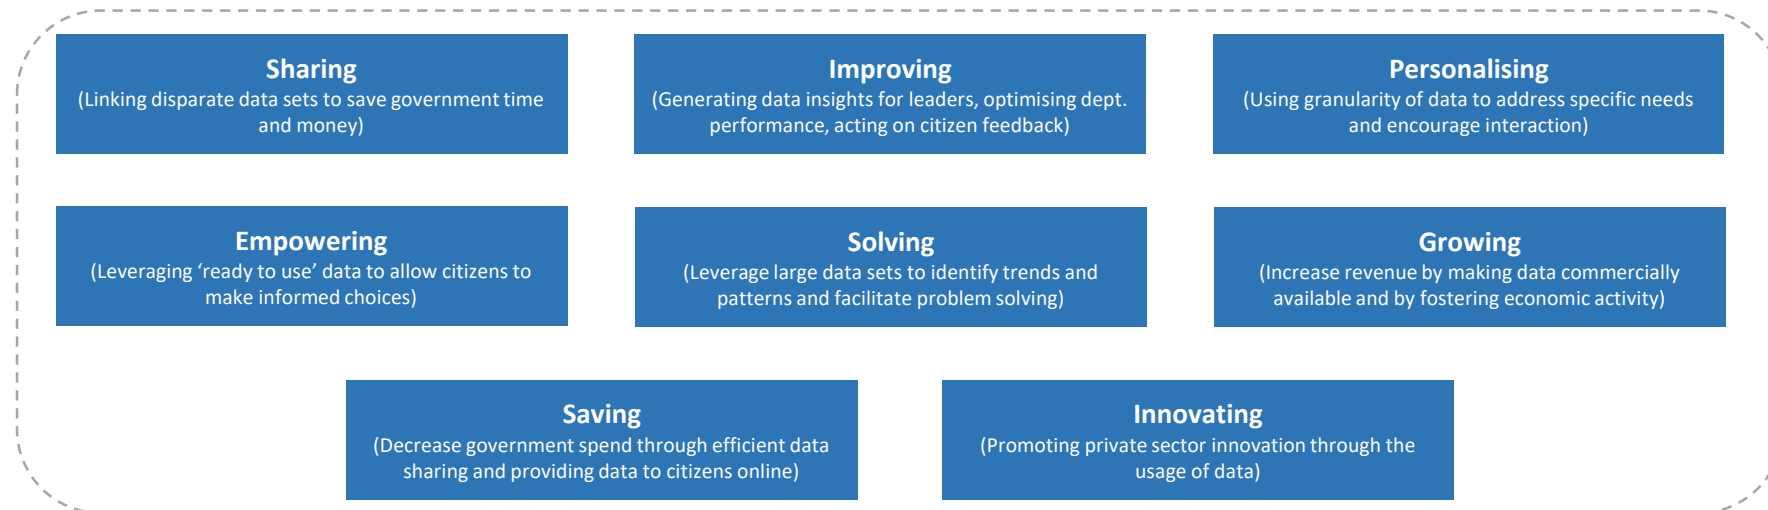 Sharing
(Linking disparate data sets to save government time
and money)
Improving
(Generating data insights for leaders, optimising dept.
performance, acting on citizen feedback)
Personalising
(Using granularity of data to address specific needs
and encourage interaction)
Empowering
(Leveraging ‘ready to use’ data to allow citizens to
make informed choices)
Solving
(Leverage large data sets to identify trends and
patterns and facilitate problem solving)
Growing
(Increase revenue by making data commercially
available and by fostering economic activity)
Saving
(Decrease government spend through efficient data
sharing and providing data to citizens online)
Innovating
(Promoting private sector innovation through the
usage of data)